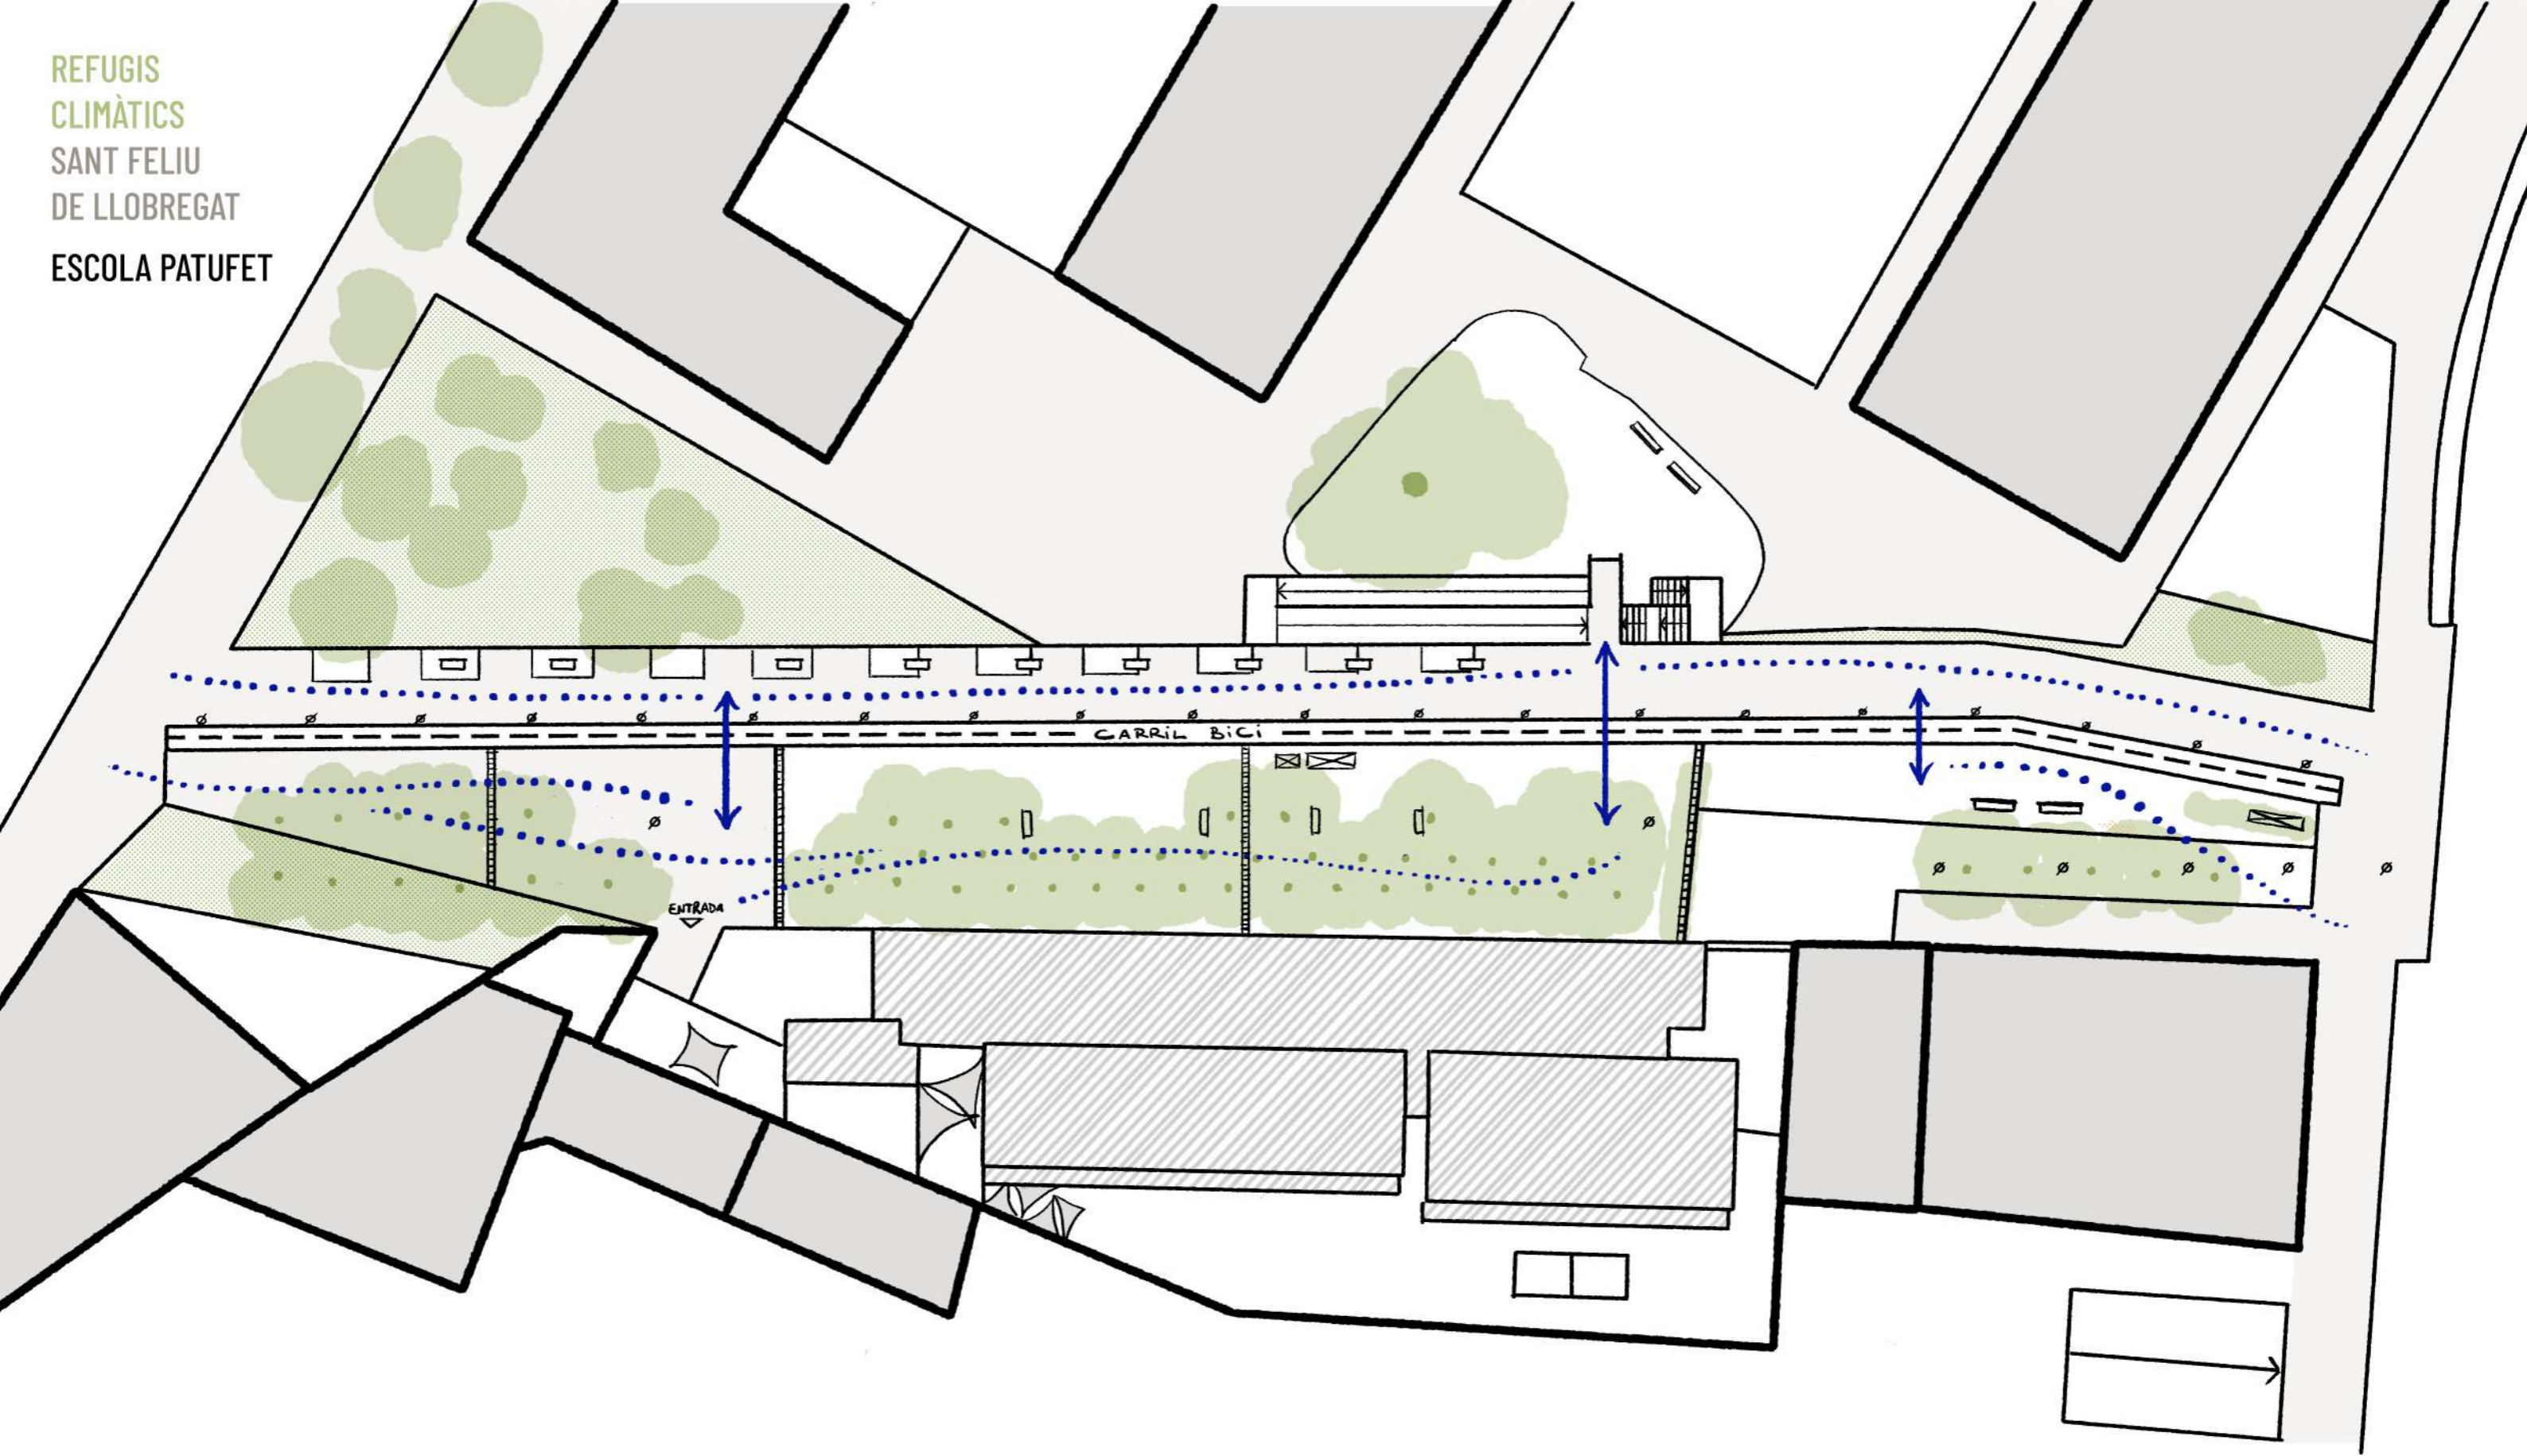 REFUGIS
CLIMÀTICS
SANT FELIU
DE LLOBREGAT
ESCOLA PATUFET
CARRiL BiCi
ENTRADA